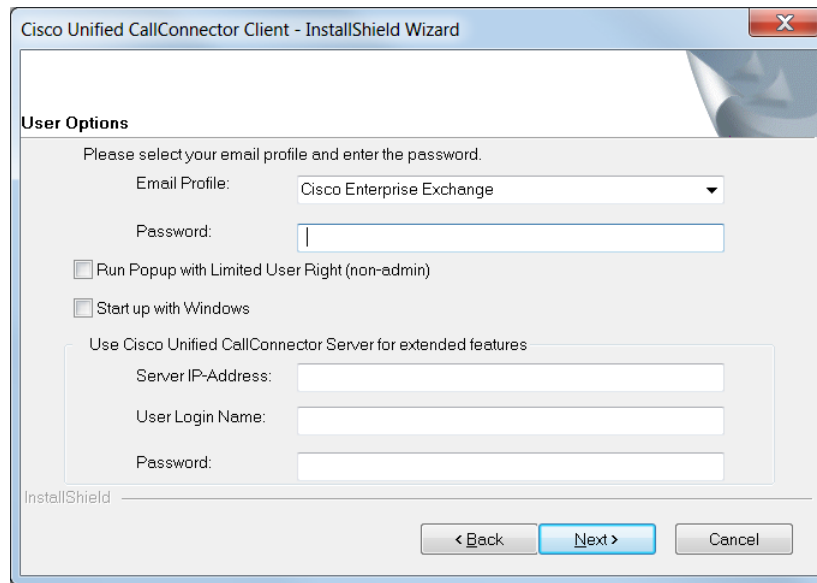 Cisco Unified CallConnector Client - InstallShield Wizard
User Options
Please select your email profile and enter the password.
Email Profile: Cisco Enterprise Exchange
Password:
Run Popup with Limited User Right (non-admin)
Start up with Windows
Use Cisco Unified CallConnector Server for extended features
Server IP-Address:
User Login Name:
Password:
InstallShield
< Back Next > Cancel